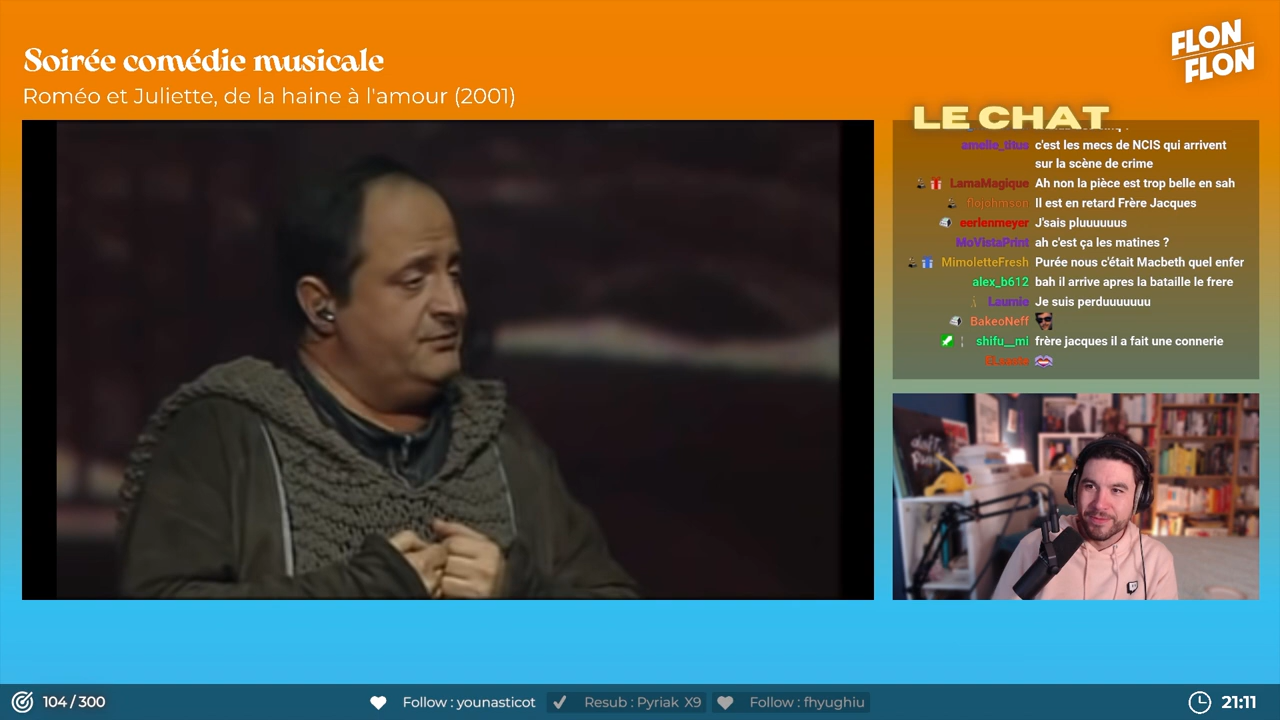 Soirée comédie musicale
Roméo et Juliette, de la haine à l'amour (2001)
FLON
FLON
LE CHAT
amelie_titus c'est les mecs de NCIS qui arrivent
sur la scène de crime
LamaMagique Ah non la pièce est trop belle en sah
flojohnson Il est en retard Frère Jacques
eerlenmeyer J'sais pluuuuuus
MoVistaPrint ah c'est ça les matines ?
MimoletteFresh Purée nous c'était Macbeth quel enfer
alex_b612 bah il arrive apres la bataille le frere
Laurnie Je suis perduuuuuuu
BakeoNeff
shifu__mi frère jacques il a fait une connerie
104 / 300
Follow : younasticot
Resub : Pyriak X9
Follow : fhyughiu
21:11